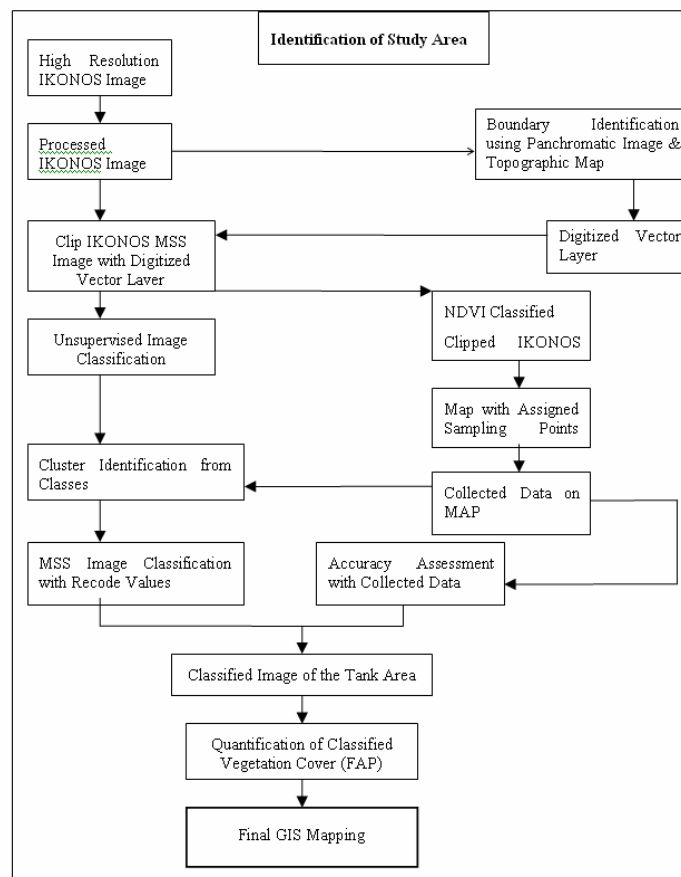 Identification of Study Area
High Resolution
IKONOS Image
Processed
IKONOS Image
Boundary Identification
using Panchromatic Image &
Topographic Map
Clip IKONOS MSS
Image with Digitized
Vector Layer
Digitized Vector
Layer
Unsupervised Image
Classification
NDVI Classified
Clipped IKONOS
Map with Assigned
Sampling Points
Cluster Identification from
Classes
Collected Data on
MAP
MSS Image Classification
with Recode Values
Accuracy Assessment
with Collected Data
Classified Image of the Tank Area
Quantification of Classified
Vegetation Cover (FAP)
Final GIS Mapping